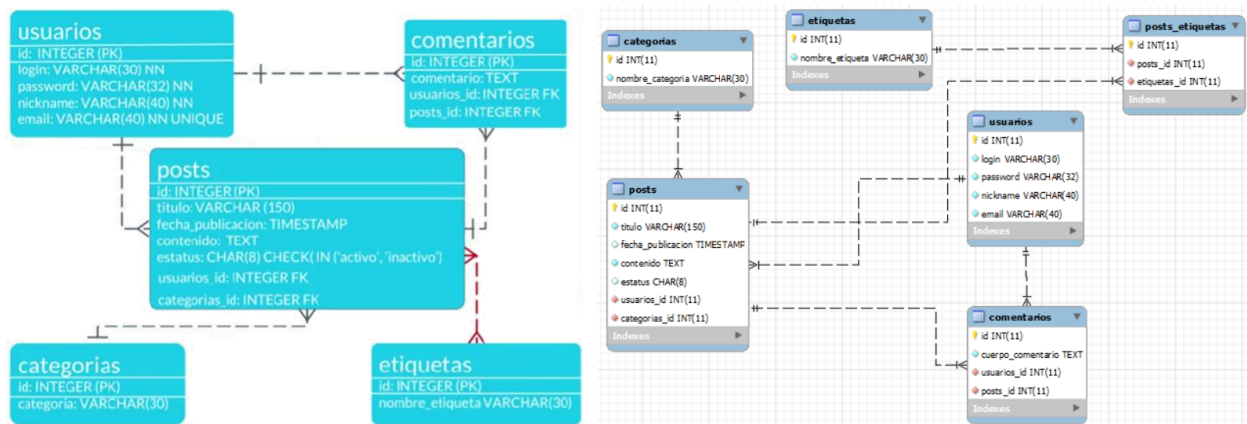 usuarios
id: INTEGER (PK)
login: VARCHAR(30) NN
password: VARCHAR(32) NN
nickname: VARCHAR(40) NN
email: VARCHAR(40) NN UNIQUE
comentarios
id: INTEGER (PK)
comentario: TEXT
usuarios_id: INTEGER FK
posts_id: INTEGER FK
posts
id: INTEGER (PK)
titulo: VARCHAR (150)
fecha_publicacion: TIMESTAMP
contenido: TEXT
estatus: CHAR(8) CHECK( IN ('activo', 'inactivo')
usuarios_id: INTEGER FK
categorias_id: INTEGER FK
categorias
id: INTEGER (PK)
categoria: VARCHAR(30)
etiquetas
id: INTEGER (PK)
nombre_etiqueta VARCHAR(30)
categorias
id INT(11)
nombre_categoria VARCHAR(30)
Indexes
etiquetas
id INT(11)
nombre_etiqueta VARCHAR(30)
Indexes
posts_etiquetas
id INT(11)
posts_id INT(11)
etiquetas_id INT(11)
Indexes
usuarios
id INT(11)
login VARCHAR(30)
password VARCHAR(32)
nickname VARCHAR(40)
email VARCHAR(40)
Indexes
posts
id INT(11)
titulo VARCHAR(150)
fecha_publicacion TIMESTAMP
contenido TEXT
estatus CHAR(8)
usuarios_id INT(11)
categorias_id INT(11)
Indexes
comentarios
id INT(11)
cuerpo_comentario TEXT
usuarios_id INT(11)
posts_id INT(11)
Indexes